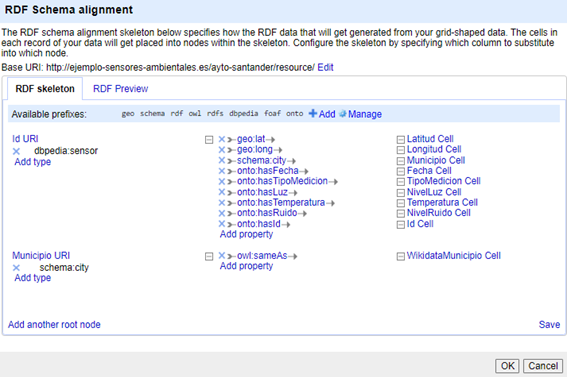 RDF Schema alignment
The RDF schema alignment skeleton below specifies how the RDF data that will get generated from your grid-shaped data. The cells in
each record of your data will get placed into nodes within the skeleton. Configure the skeleton by specifying which column to substitute
into which node.
Base URI: http://ejemplo-sensores-ambientales.es/ayto-santander/resource/ Edit
RDF skeleton RDF Preview
Available prefixes: geo schema rdf owl rdfs dbpedia foaf onto Add Manage
Id URI geo:lat Latitud Cell
dbpedia:sensor geo:long Longitud Cell
Add type schema:city Municipio Cell
onto:hasFecha Fecha Cell
onto:hasTipoMedicion TipoMedicion Cell
onto:hasLuz NivelLuz Cell
onto:hasTemperatura Temperatura Cell
onto:hasRuido NivelRuido Cell
onto:hasId Id Cell
Add property
Municipio URI owl:sameAs WikidataMunicipio Cell
schema:city Add property
Add type
Add another root node Save
OK Cancel